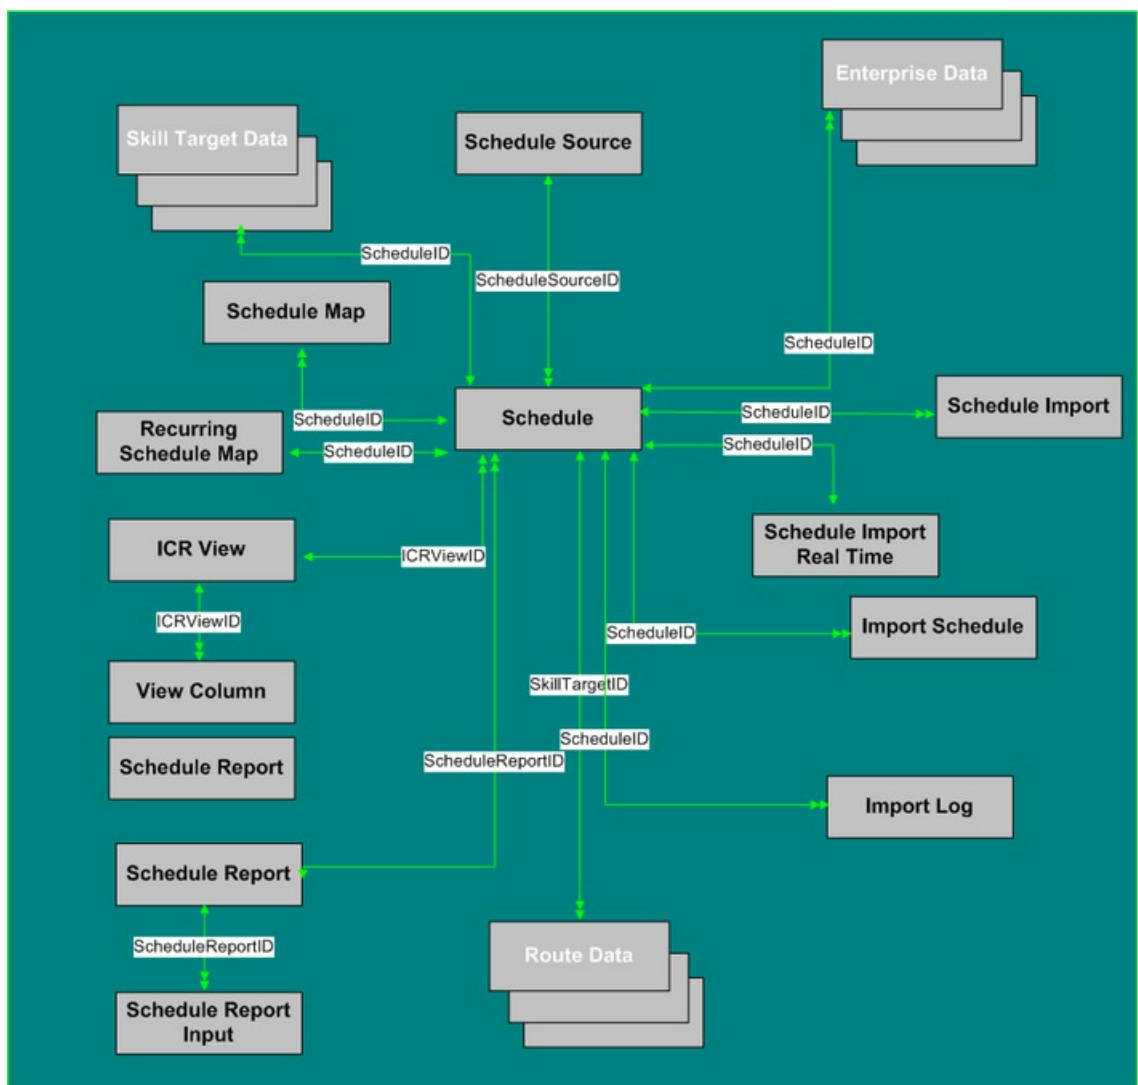 Enterprise Data
Skill Target Data
Schedule Source
ScheduleID
ScheduleSourceID
Schedule Map
ScheduleID
Schedule
Schedule Import
ScheduleID
ScheduleID
Recurring
Schedule Map
ScheduleID
ScheduleID
ICR View
ICRViewID
Schedule Import
Real Time
ICRViewID
ScheduleID
Import Schedule
View Column
SkillTargetID
ScheduleID
Schedule Report
ScheduleReportID
Import Log
Schedule Report
ScheduleReportID
Route Data
Schedule Report
Input